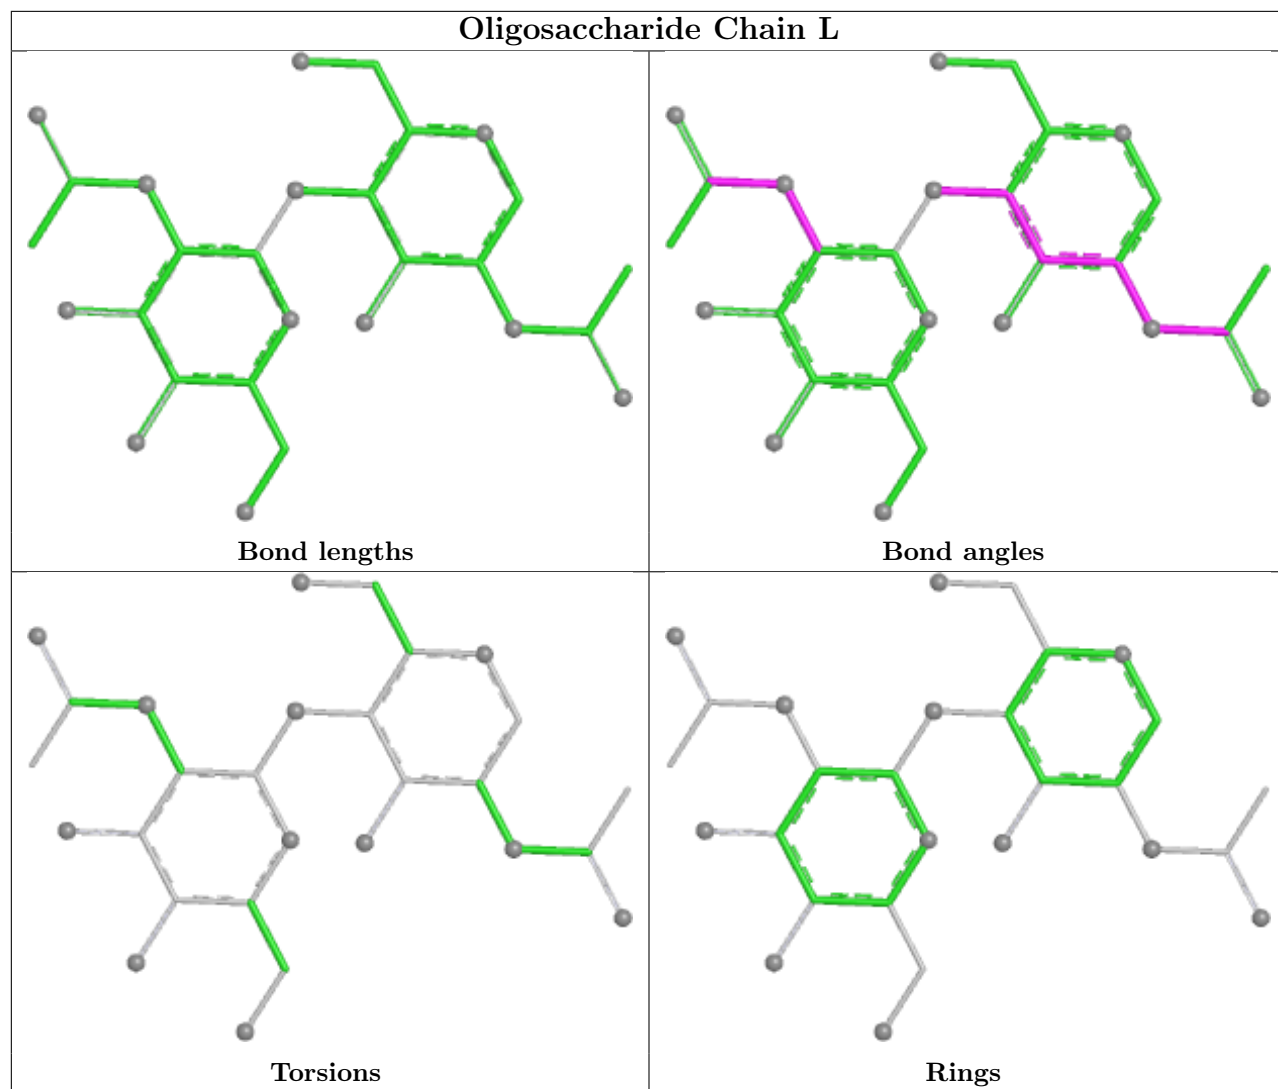 Oligosaccharide Chain L
Bond lengths
Bond angles
Torsions
Rings